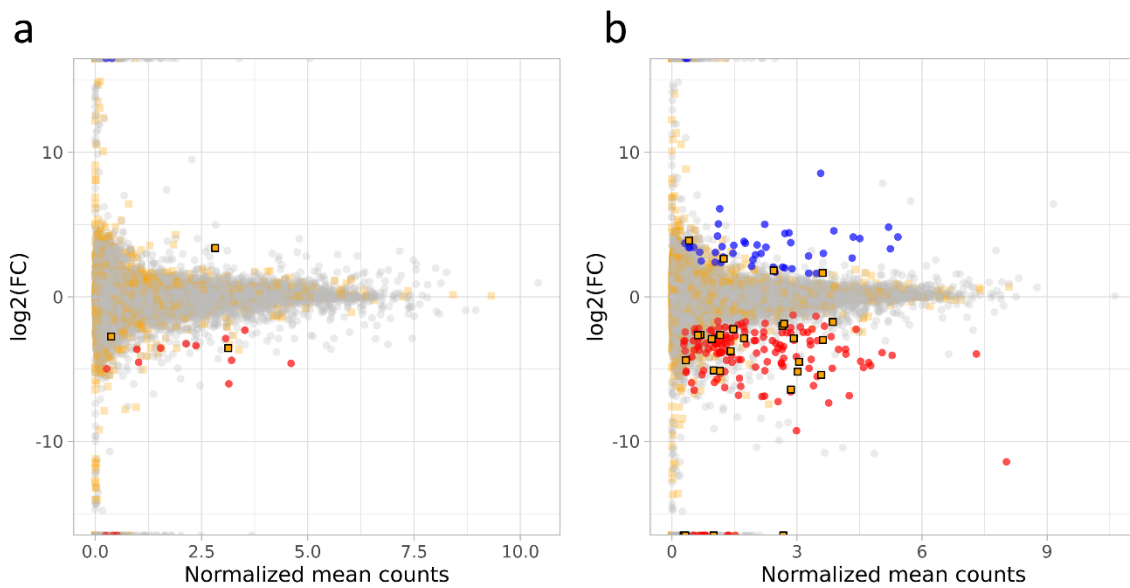 a
b
log2(FC)
10
0
-10
0.0 2.5 5.0 7.5 10.0
Normalized mean counts
log2(FC)
10
0
-10
0 3 6 9
Normalized mean counts